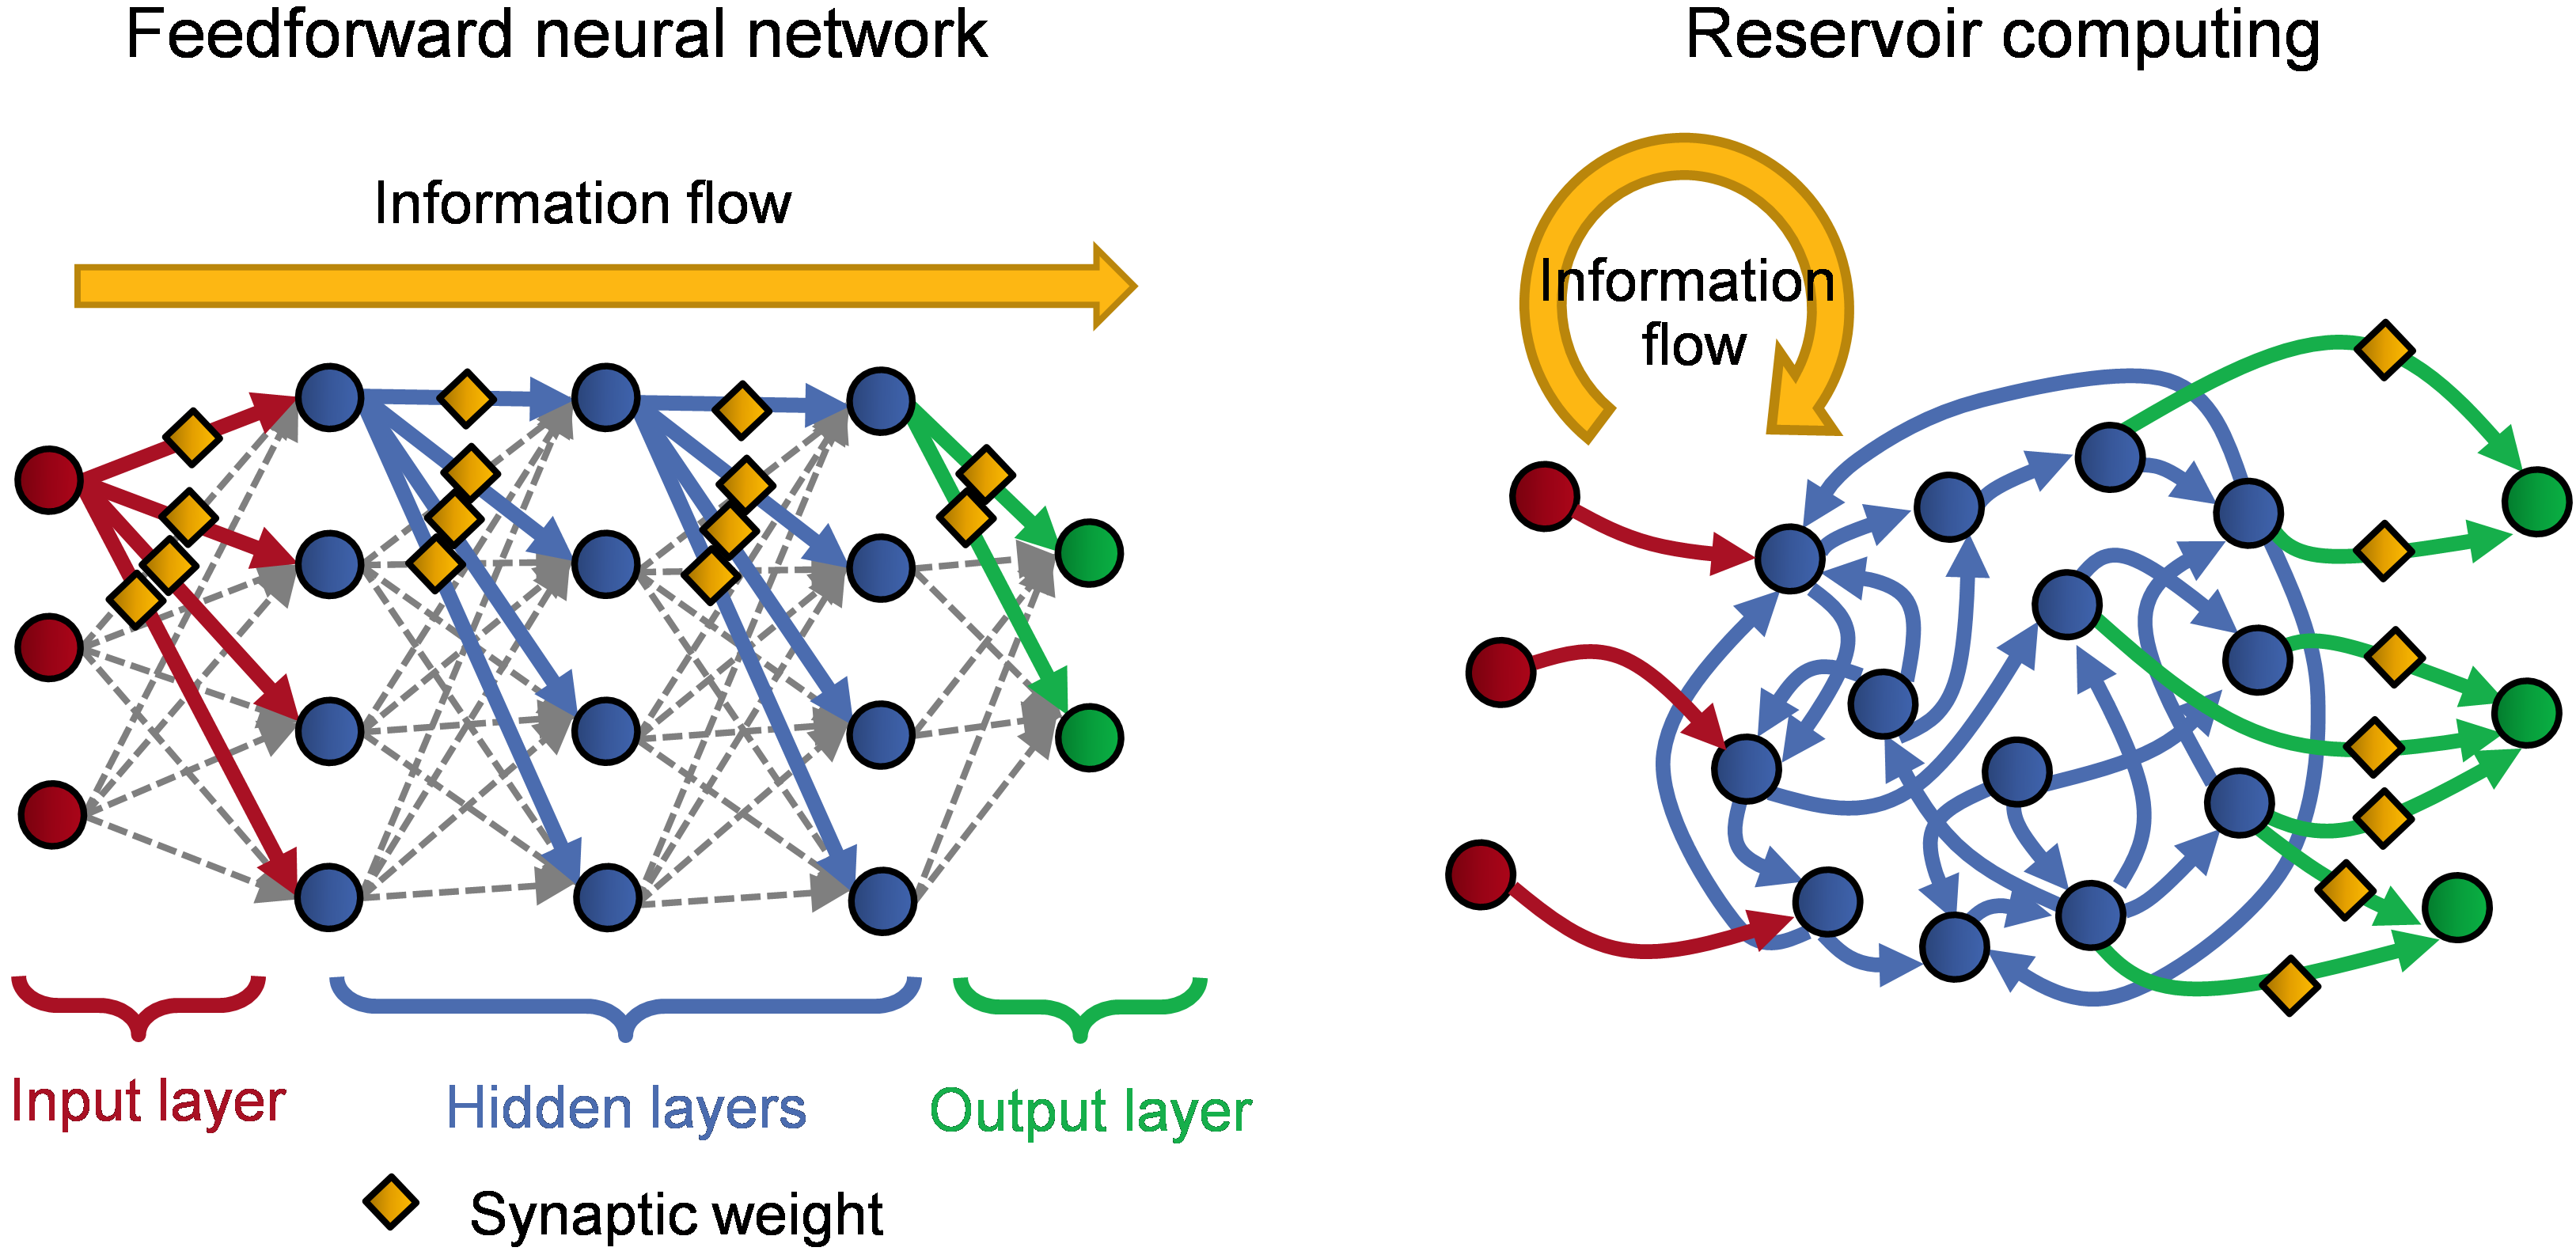 Feedforward neural network
Reservoir computing
Information flow
Information
flow
Input layer
Hidden layers
Output layer
Synaptic weight